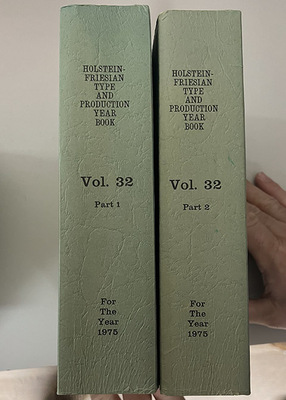 HOLSTEIN-
FRIESIAN
TYPE
AND
PRODUCTION
YEAR
BOOK
Vol. 32
Part 1
For
The
Year
1975
HOLSTEIN-
FRIESIAN
TYPE
AND
PRODUCTION
YEAR
BOOK
Vol. 32
Part 2
For
The
Year
1975